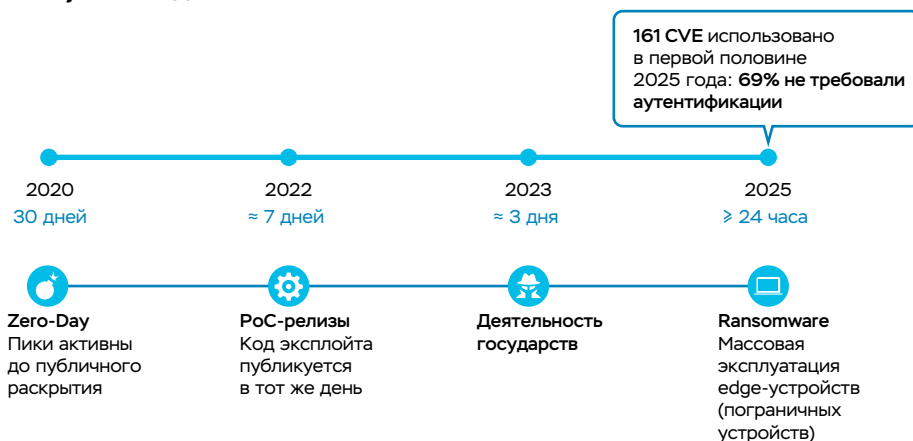 161 CVE использовано
в первой половине
2025 года: 69% не требовали
аутентификации
2020
30 дней
2022
≈ 7 дней
2023
≈ 3 дня
2025
⩾ 24 часа
Zero-Day
Пики активны
до публичного
раскрытия
PoC-релизы
Код эксплойта
публикуется
в тот же день
Деятельность
государств
Ransomware
Массовая
эксплуатация
edge-устройств
(пограничных
устройств)